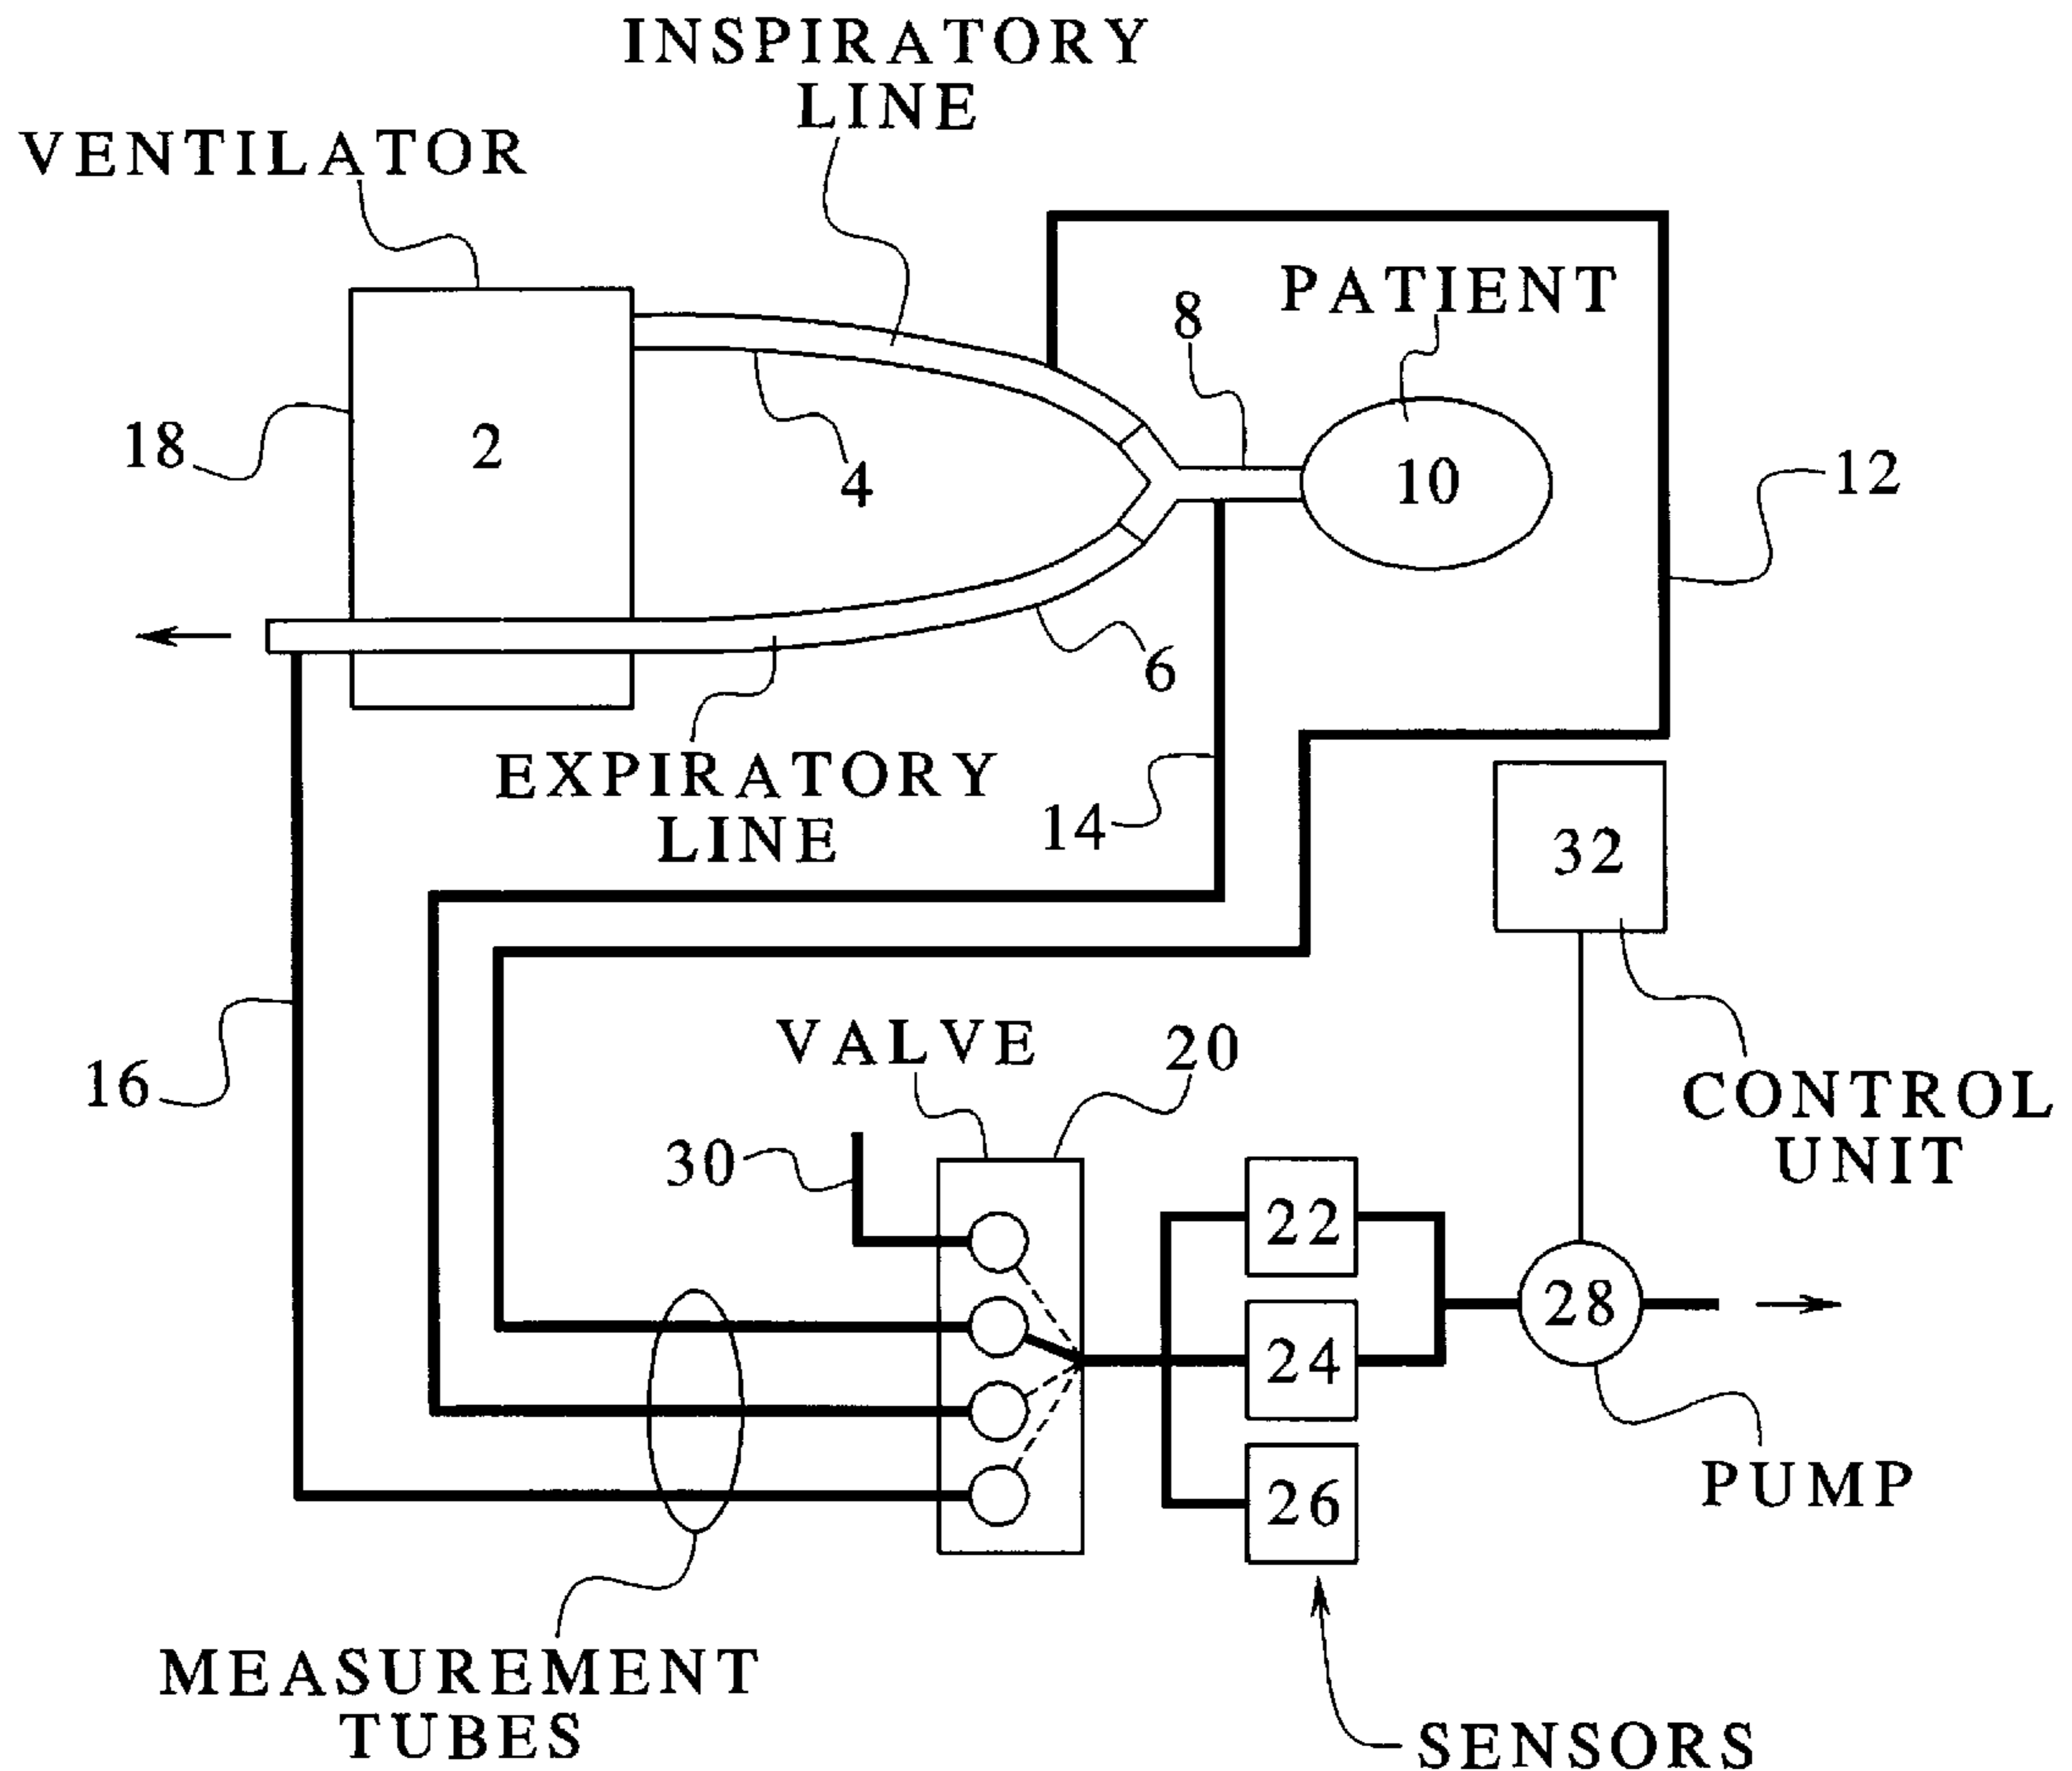 INSPIRATORY
LINE
VENTILATOR
PATIENT
8
18
2
4
10
12
6
EXPIRATORY
LINE
14
32
16
VALVE
20
CONTROL
UNIT
30
22
28
24
26
PUMP
MEASUREMENT
TUBES
SENSORS